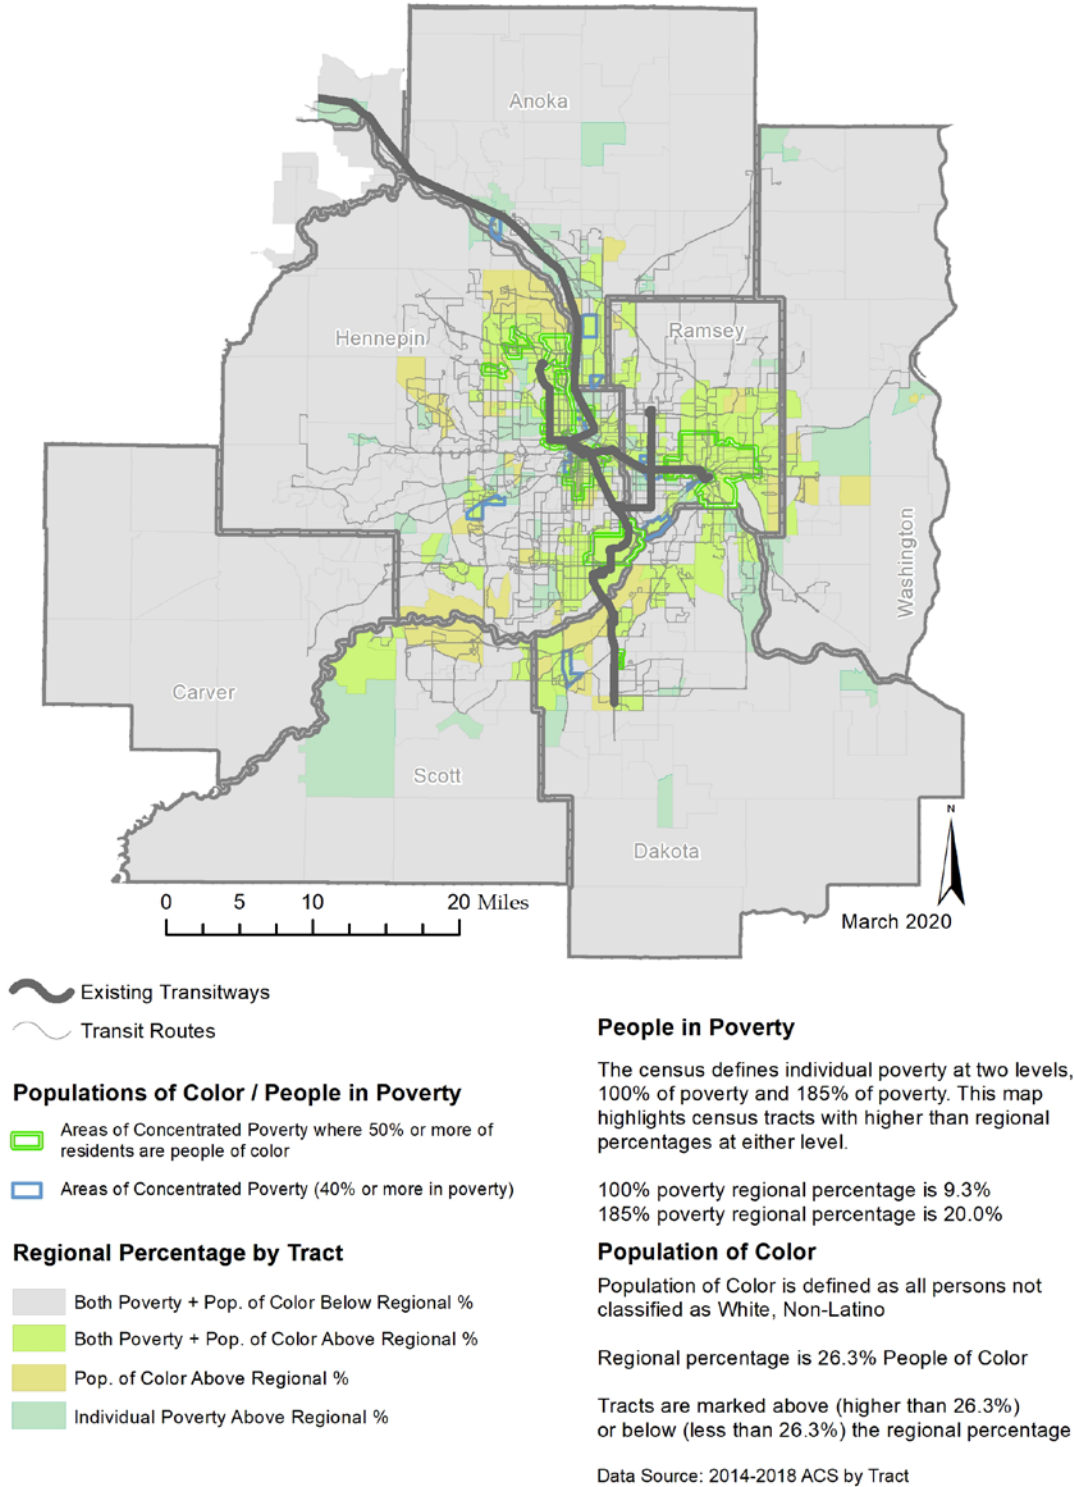 Anoka
Hennepin
Ramsey
Washington
Carver
Scott
Dakota
N
0 5 10 20 Miles
March 2020
Existing Transitways
Transit Routes
Populations of Color / People in Poverty
Areas of Concentrated Poverty where 50% or more of
residents are people of color
Areas of Concentrated Poverty (40% or more in poverty)
Regional Percentage by Tract
Both Poverty + Pop. of Color Below Regional %
Both Poverty + Pop. of Color Above Regional %
Pop. of Color Above Regional %
Individual Poverty Above Regional %
People in Poverty
The census defines individual poverty at two levels,
100% of poverty and 185% of poverty. This map
highlights census tracts with higher than regional
percentages at either level.
100% poverty regional percentage is 9.3%
185% poverty regional percentage is 20.0%
Population of Color
Population of Color is defined as all persons not
classified as White, Non-Latino
Regional percentage is 26.3% People of Color
Tracts are marked above (higher than 26.3%)
or below (less than 26.3%) the regional percentage
Data Source: 2014-2018 ACS by Tract